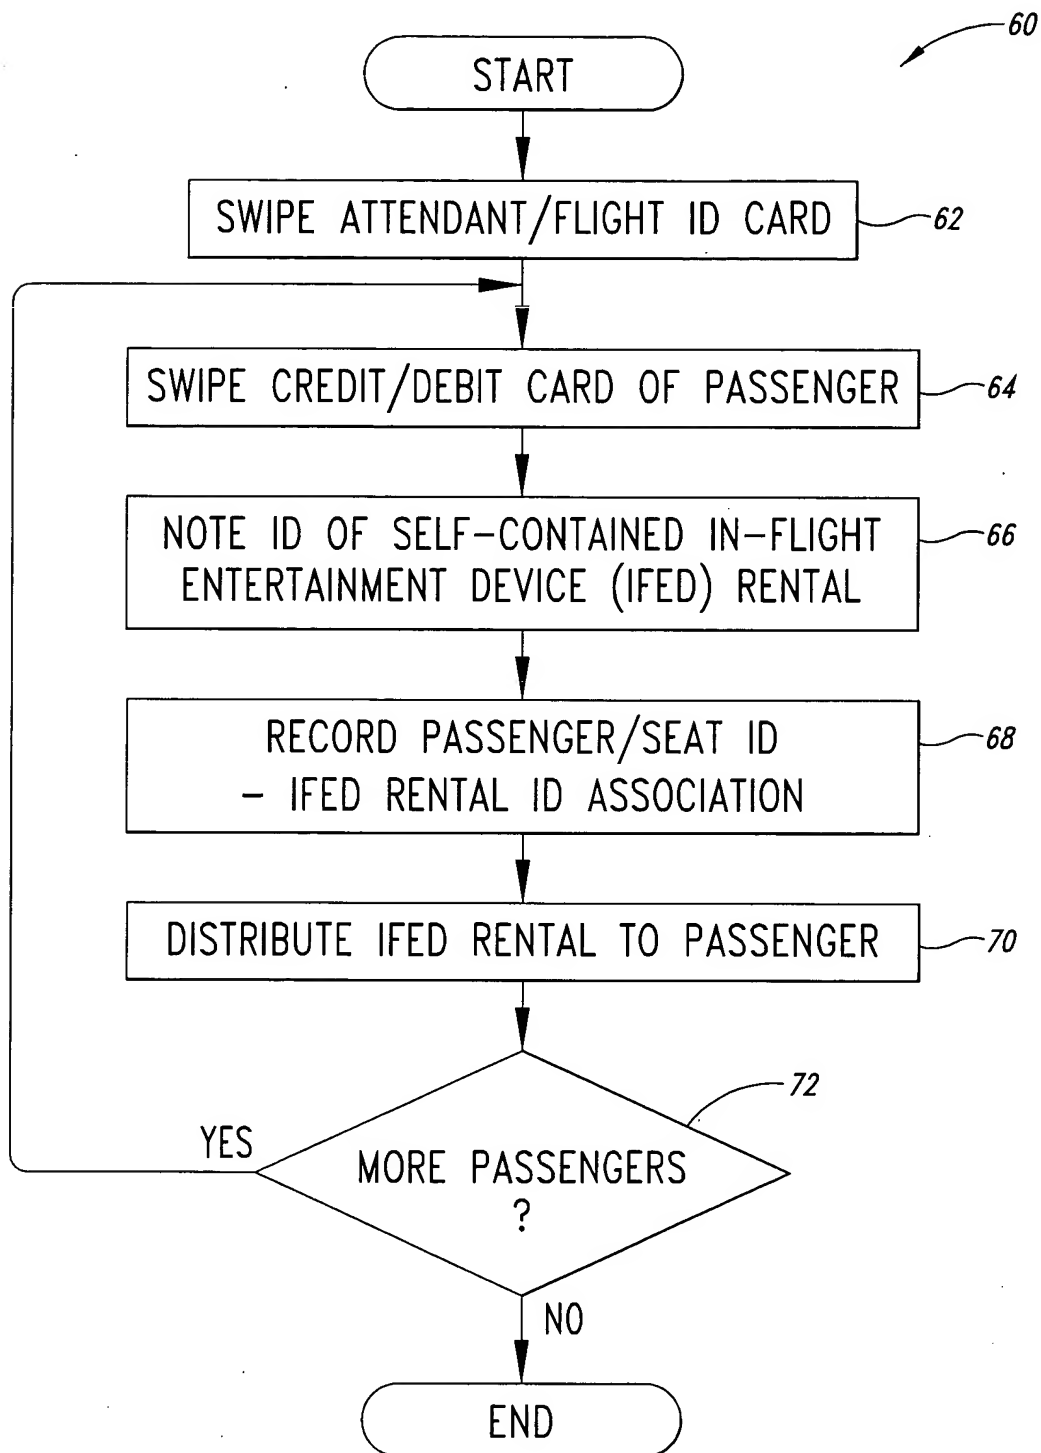 60
START
SWIPE ATTENDANT/FLIGHT ID CARD
62
SWIPE CREDIT/DEBIT CARD OF PASSENGER
64
NOTE ID OF SELF-CONTAINED IN-FLIGHT
ENTERTAINMENT DEVICE (IFED) RENTAL
66
RECORD PASSENGER/SEAT ID
- IFED RENTAL ID ASSOCIATION
68
DISTRIBUTE IFED RENTAL TO PASSENGER
70
72
YES
MORE PASSENGERS
?
NO
END